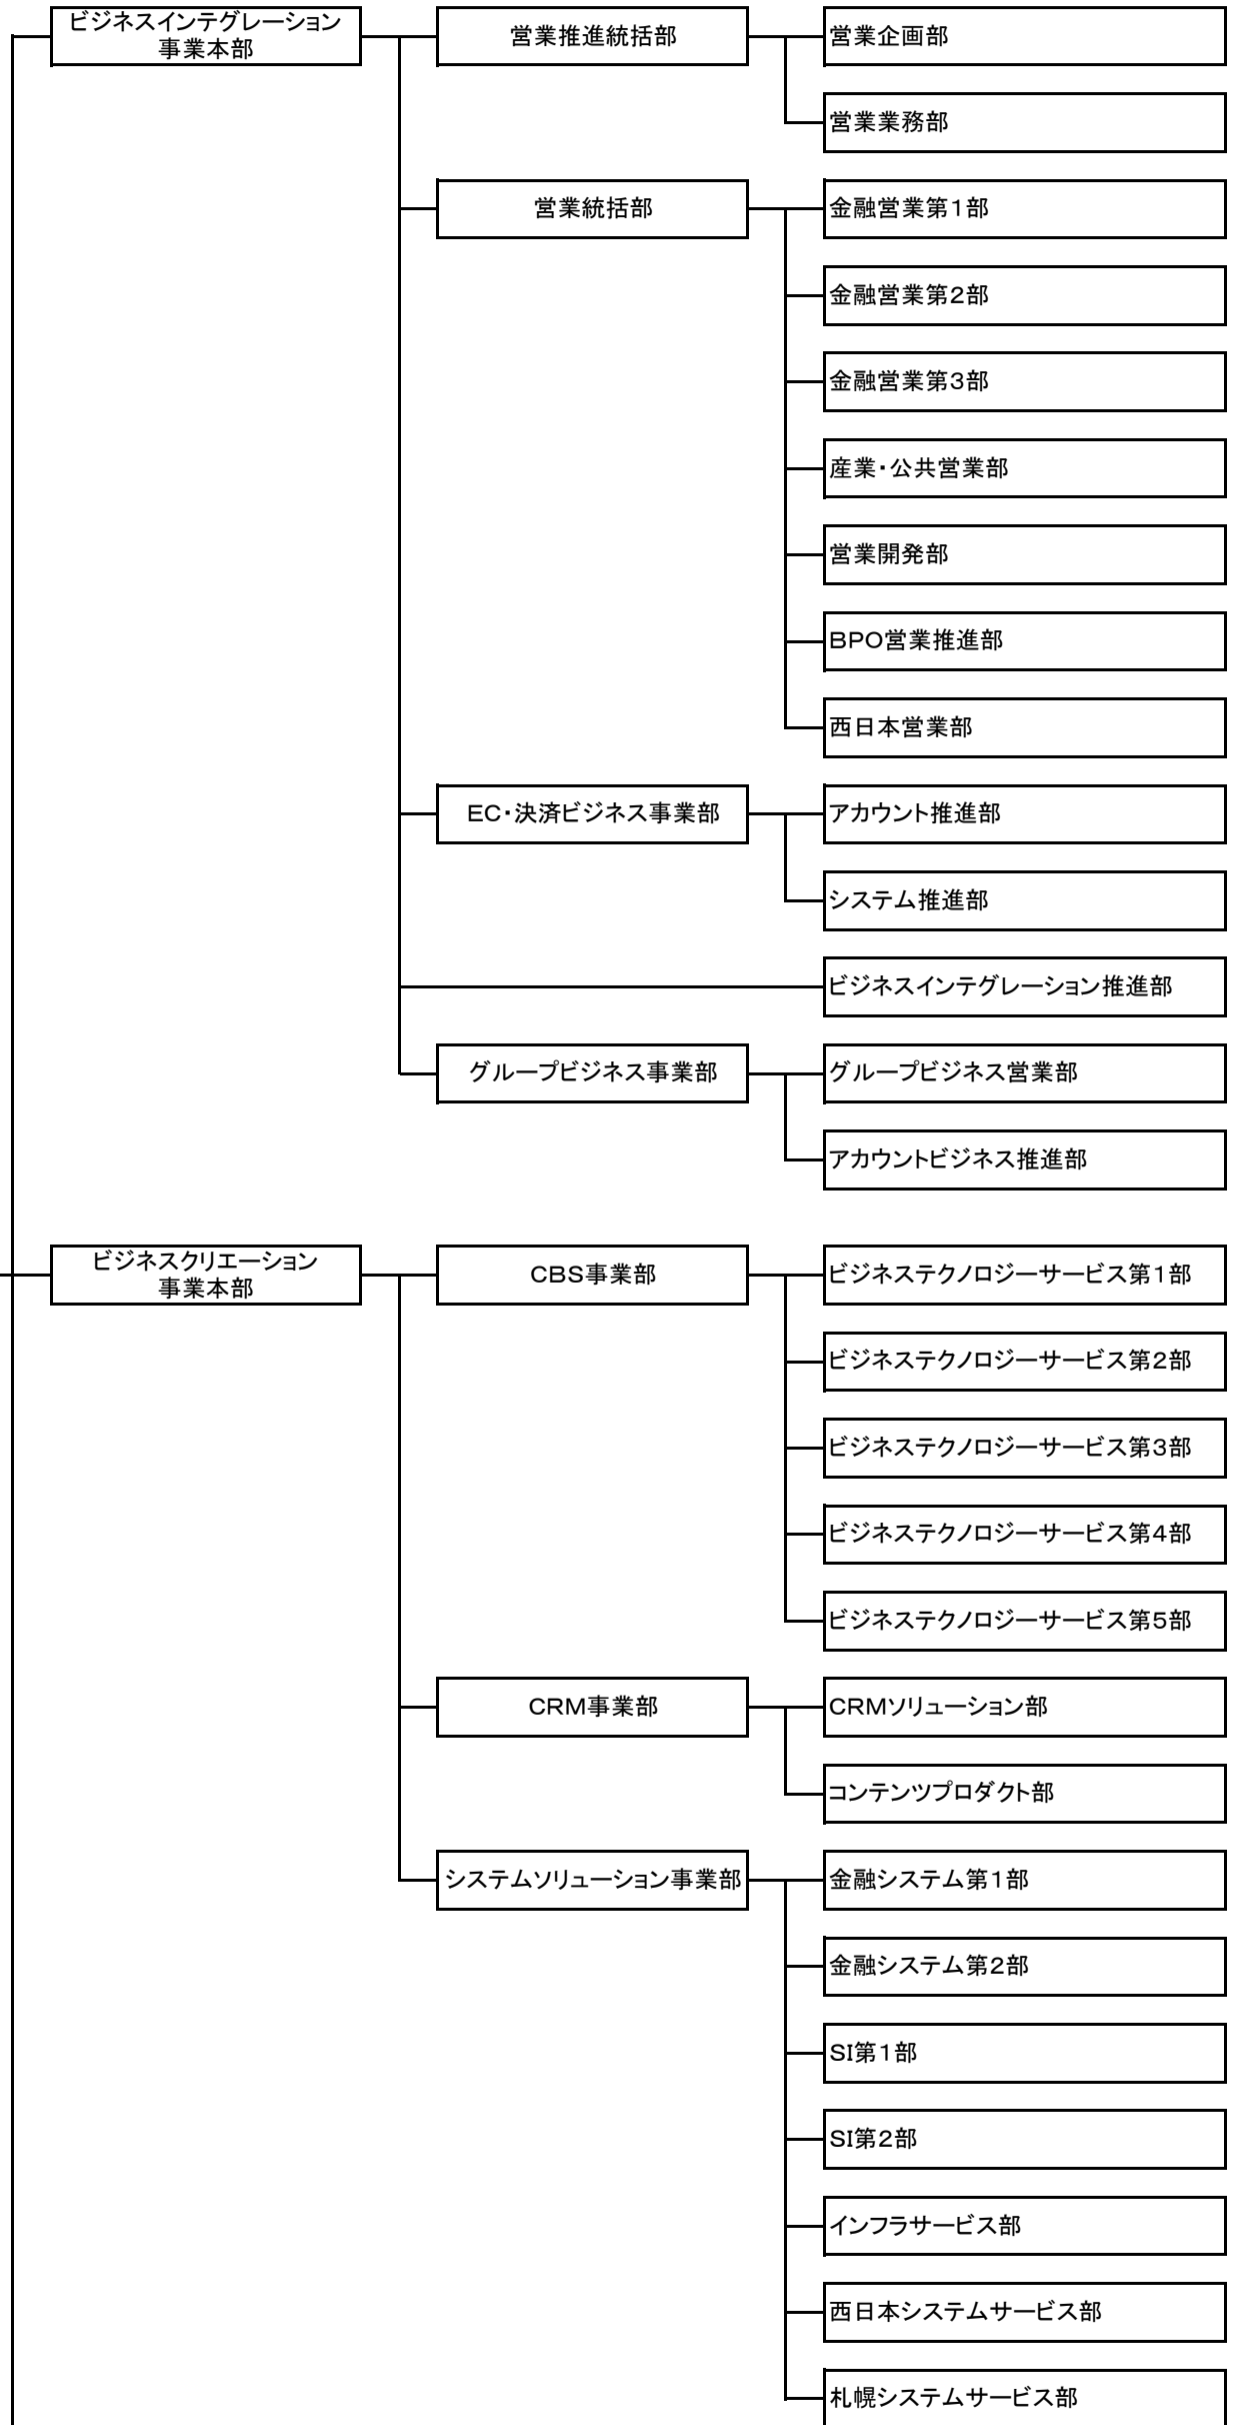 ビジネスインテグレーション
事業本部
営業推進統括部
営業企画部
営業業務部
営業統括部
金融営業第1部
金融営業第2部
金融営業第3部
産業・公共営業部
営業開発部
BPO営業推進部
西日本営業部
EC・決済ビジネス事業部
アカウント推進部
システム推進部
ビジネスインテグレーション推進部
グループビジネス事業部
グループビジネス営業部
アカウントビジネス推進部
ビジネスクリエーション
事業本部
CBS事業部
ビジネステクノロジーサービス第1部
ビジネステクノロジーサービス第2部
ビジネステクノロジーサービス第3部
ビジネステクノロジーサービス第4部
ビジネステクノロジーサービス第5部
CRM事業部
CRMソリューション部
コンテンツプロダクト部
システムソリューション事業部
金融システム第1部
金融システム第2部
SI第1部
SI第2部
インフラサービス部
西日本システムサービス部
札幌システムサービス部